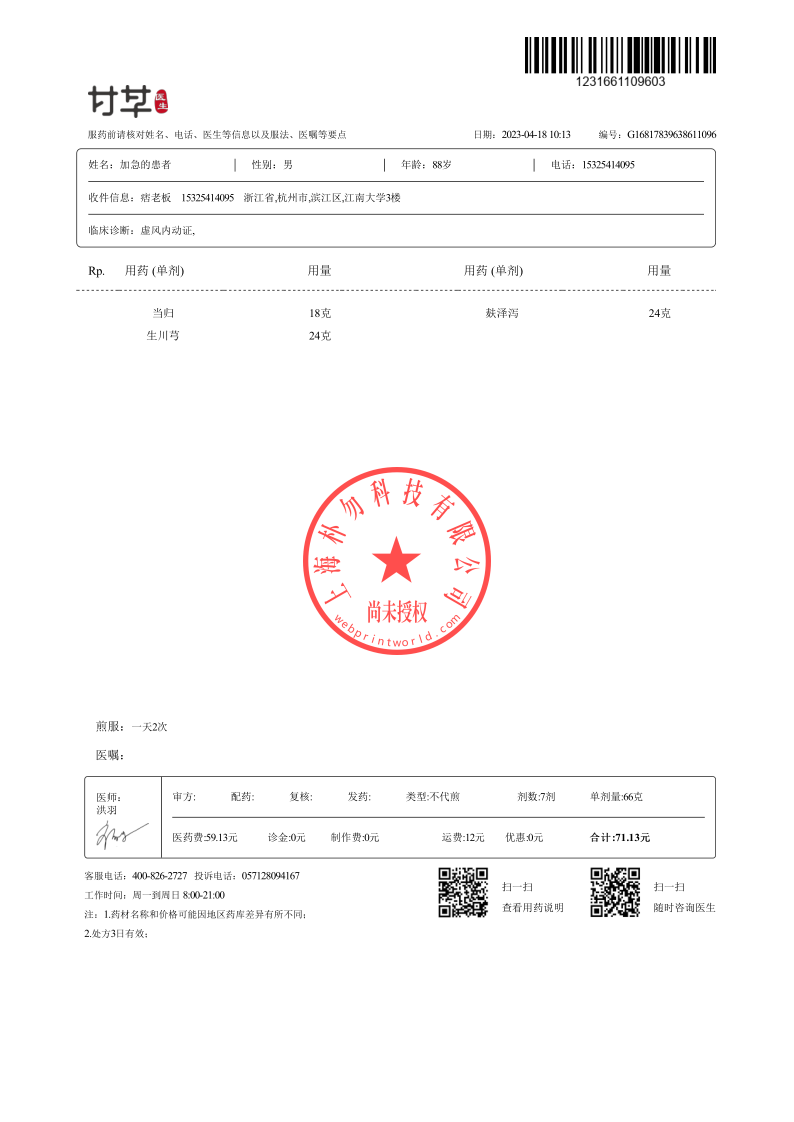 1231661109603
甘草医生
服药前请核对姓名、电话、医生等信息以及服法、医嘱等要点 日期：2023-04-18 10:13 编号：G16817839638611096
姓名：加急的患者 性别：男 年龄：88岁 电话：15325414095
收件信息：痞老板 15325414095 浙江省,杭州市,滨江区,江南大学3楼
临床诊断：虚风内动证,
Rp. 用药 (单剂) 用量 用药 (单剂) 用量
当归 18克 麸泽泻 24克
生川芎 24克
上海朴勿科技有限公司
尚未授权
webprintworld.com
煎服：一天2次
医嘱：
医师：
洪羽
审方: 配药: 复核: 发药: 类型:不代煎 剂数:7剂 单剂量:66克
医药费:59.13元 诊金:0元 制作费:0元 运费:12元 优惠:0元 合计:71.13元
客服电话：400-826-2727 投诉电话：057128094167
工作时间：周一到周日 8:00-21:00
注：1.药材名称和价格可能因地区药库差异有所不同；
2.处方3日有效；
扫一扫
查看用药说明
扫一扫
随时咨询医生